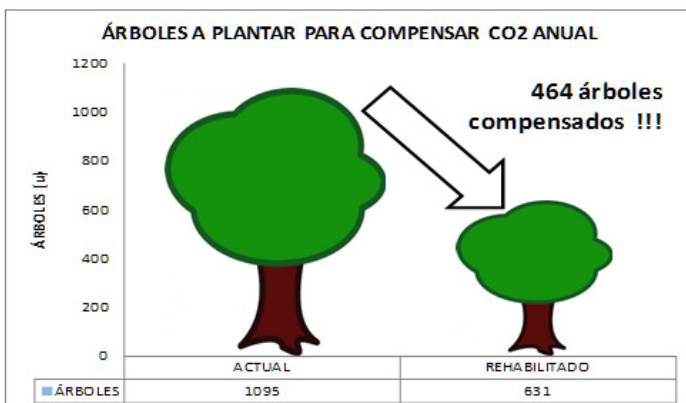 ÁRBOLES A PLANTAR PARA COMPENSAR CO2 ANUAL
1200
1000
800
600
400
200
0
ÁRBOLES (u)
464 árboles
compensados !!!
ACTUAL REHABILITADO
ÁRBOLES 1095 631